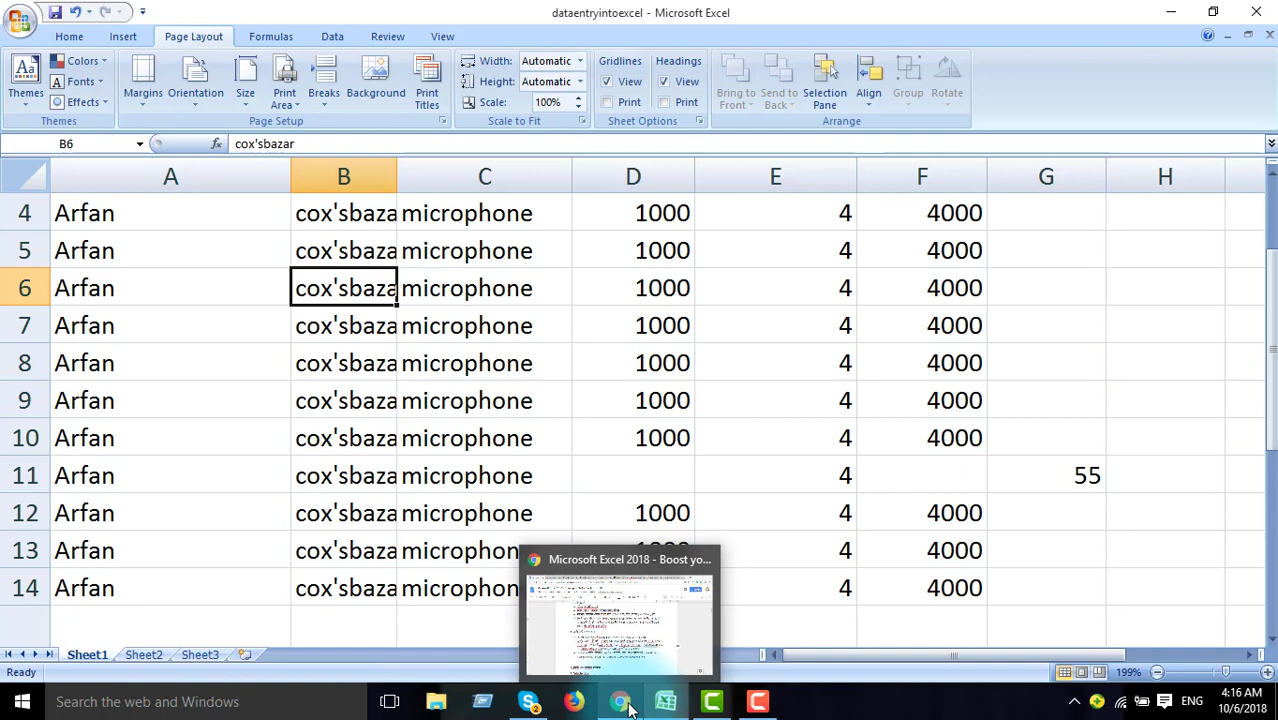 dataentryintoexcel - Microsoft Excel
Home Insert Page Layout Formulas Data Review View
Themes Colors Fonts Effects
Margins Orientation Size Print Area Breaks Background Print Titles
Width: Automatic
Height: Automatic
Scale: 100%
Gridlines Headings
View View
Print Print
Bring to Front Send to Back Selection Pane Align Group Rotate
Themes Page Setup Scale to Fit Sheet Options Arrange
B6 fx cox'sbazar
A B C D E F G H
4 Arfan cox'sbaza microphone 1000 4 4000
5 Arfan cox'sbaza microphone 1000 4 4000
6 Arfan cox'sbaza microphone 1000 4 4000
7 Arfan cox'sbaza microphone 1000 4 4000
8 Arfan cox'sbaza microphone 1000 4 4000
9 Arfan cox'sbaza microphone 1000 4 4000
10 Arfan cox'sbaza microphone 1000 4 4000
11 Arfan cox'sbaza microphone 4 55
12 Arfan cox'sbaza microphone 1000 4 4000
13 Arfan cox'sbaza microphon 1000 4 4000
14 Arfan cox'sbaza 4 4000
Microsoft Excel 2018 - Boost yo...
Sheet1 Sheet2 Sheet3
Ready 199%
Search the web and Windows
2
ENG
4:16 AM
10/6/2018